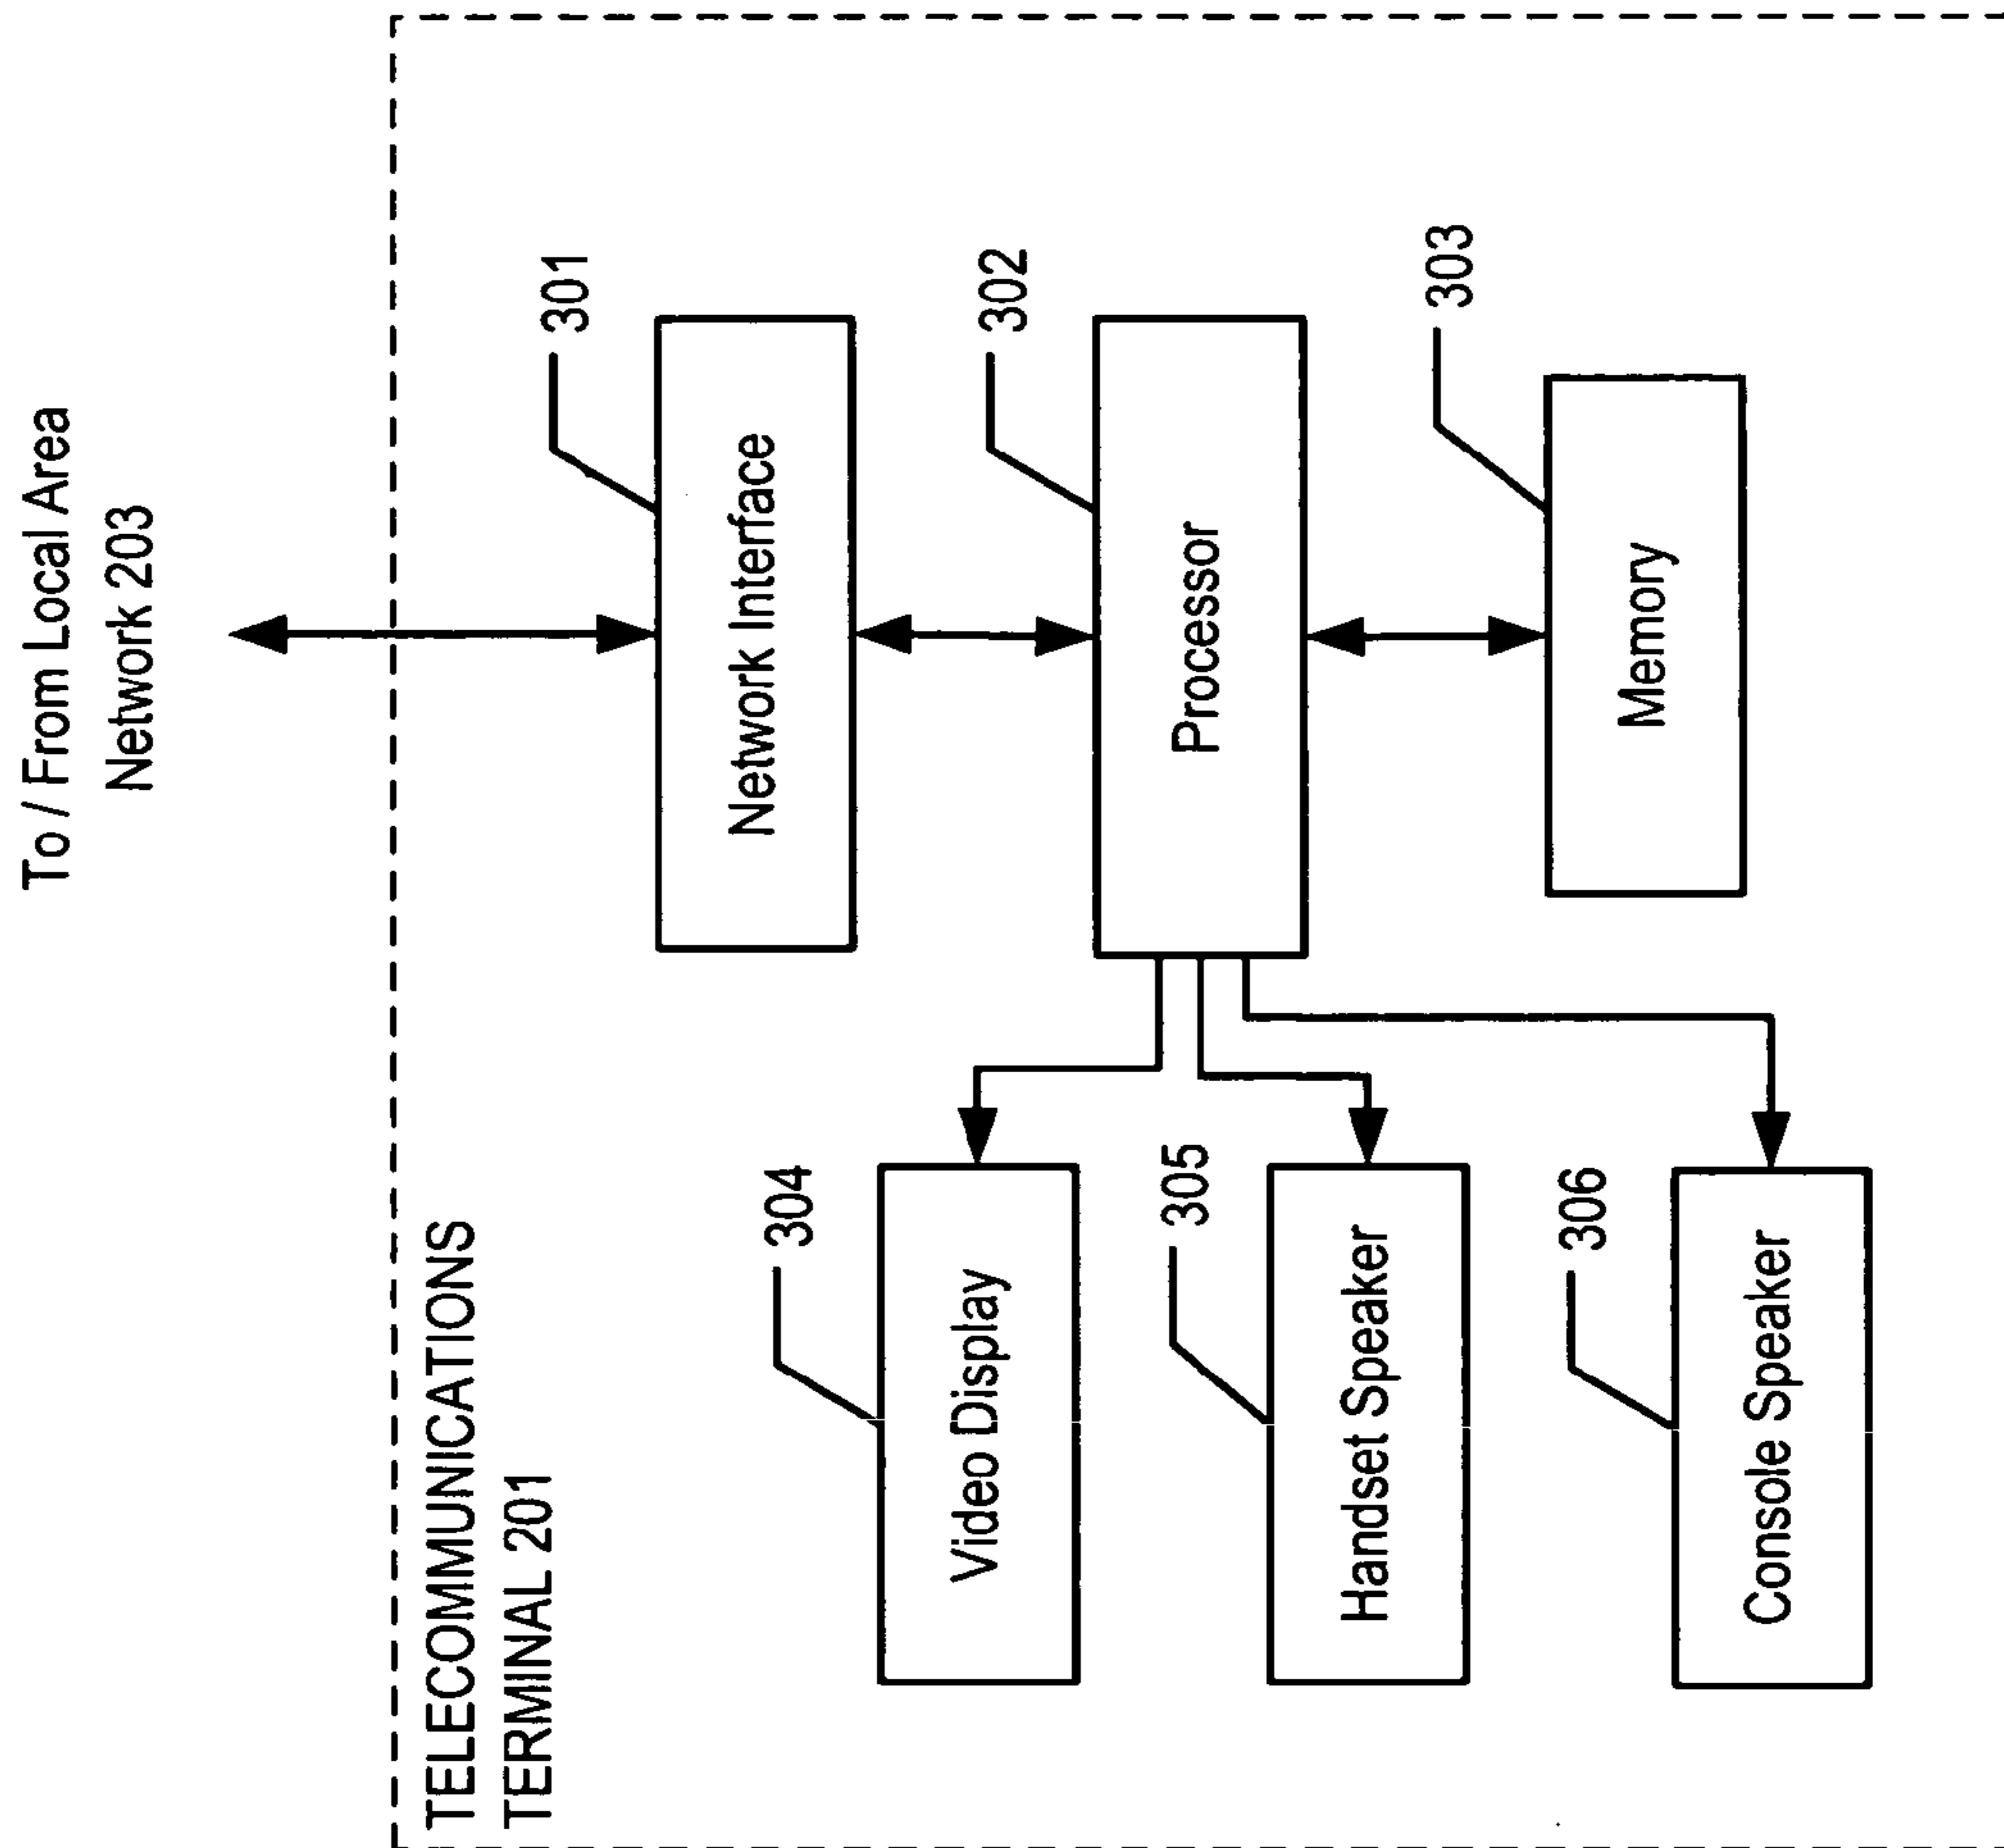 To / From Local Area
Network 203
TELECOMMUNICATIONS
TERMINAL 201
301
Network Interface
302
Processor
303
Memory
304
Video Display
305
Handset Speaker
306
Console Speaker